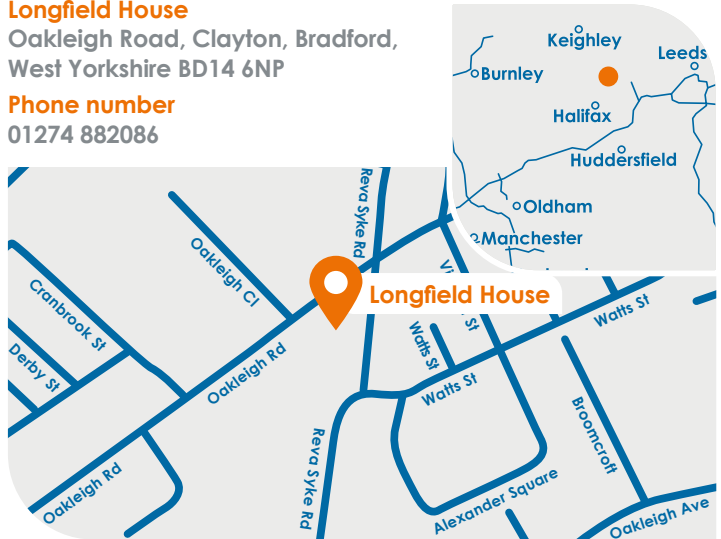 Longfield House
Oakleigh Road, Clayton, Bradford,
West Yorkshire BD14 6NP
Phone number
01274 882086
Keighley
Leeds
Burnley
Halifax
Huddersfield
Oldham
Manchester
Reva Syke Rd
Oakleigh Cl
Cranbrook St
Longfield House
St
Watts St
Watts St
Derby St
Oakleigh Rd
Watts St
Broomcroft
Reva Syke Rd
Oakleigh Rd
Alexander Square
Oakleigh Ave